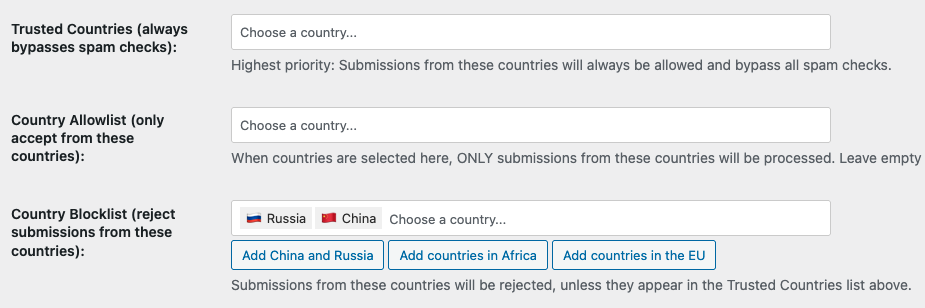 Trusted Countries (always
bypasses spam checks):
Choose a country...
Highest priority: Submissions from these countries will always be allowed and bypass all spam checks.
Country Allowlist (only
accept from these
countries):
Choose a country...
When countries are selected here, ONLY submissions from these countries will be processed. Leave empty
Country Blocklist (reject
submissions from these
countries):
Russia China Choose a country...
Add China and Russia Add countries in Africa Add countries in the EU
Submissions from these countries will be rejected, unless they appear in the Trusted Countries list above.